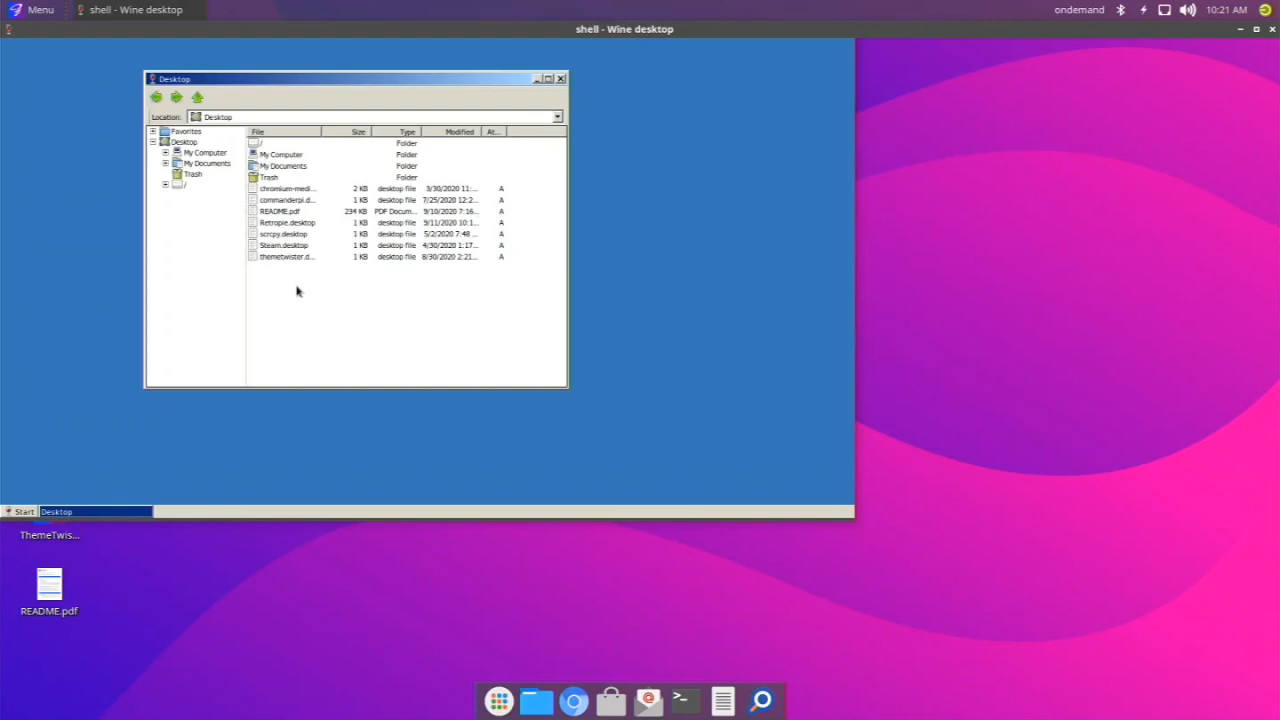 Menu shell - Wine desktop ondemand 10:21 AM
shell - Wine desktop
Desktop
Location: Desktop
Favorites
Desktop
My Computer
My Documents
Trash
/
File Size Type Modified At...
/ Folder
My Computer Folder
My Documents Folder
Trash Folder
chromium-medi... 2 KB desktop file 3/30/2020 11:... A
commanderpi.d... 1 KB desktop file 7/25/2020 12:2... A
README.pdf 234 KB PDF Docum... 9/10/2020 7:16... A
Retropie.desktop 1 KB desktop file 9/11/2020 10:1... A
scrcpy.desktop 1 KB desktop file 5/2/2020 7:48 ... A
Steam.desktop 1 KB desktop file 4/30/2020 1:17... A
themetwister.d... 1 KB desktop file 8/30/2020 2:21... A
Start Desktop
ThemeTwis...
README.pdf